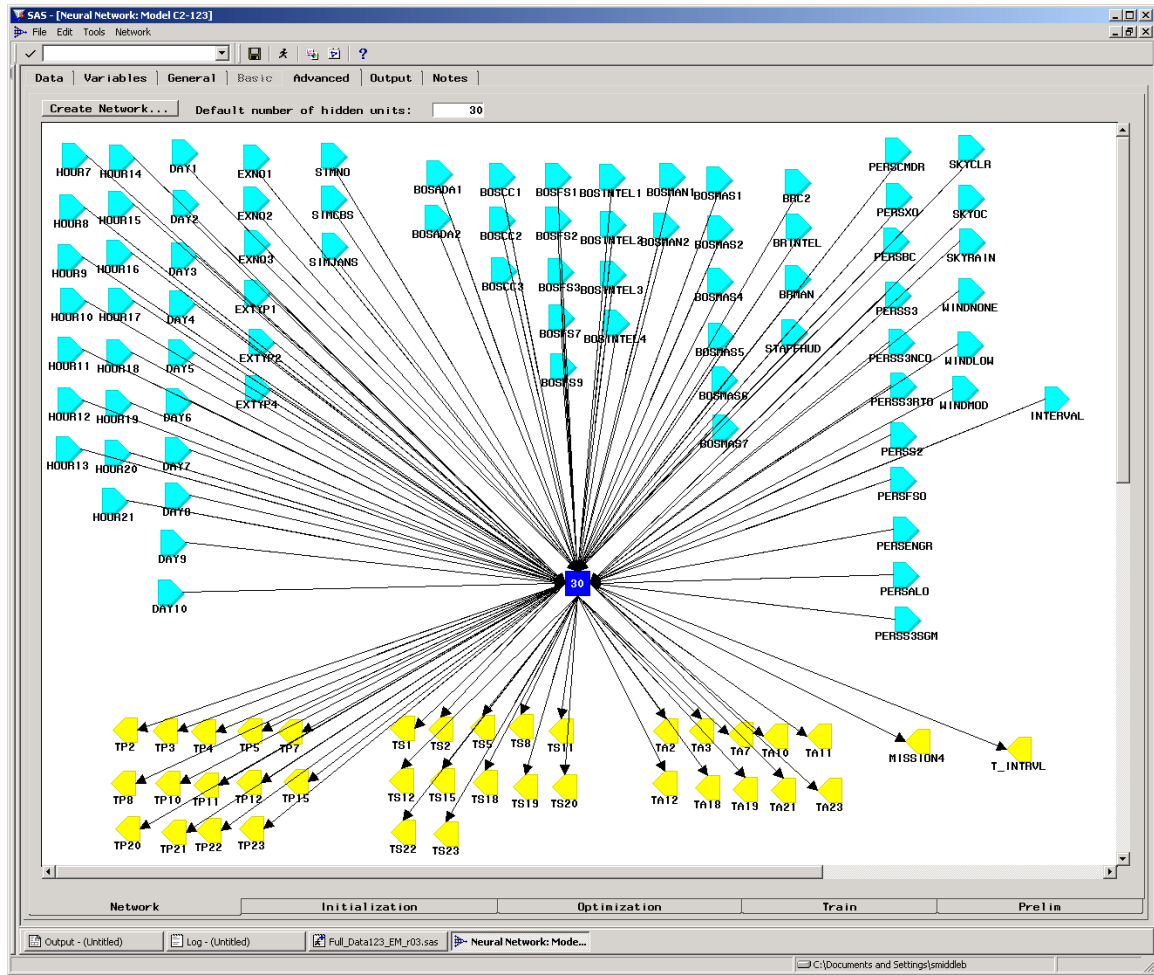 SAS - [Neural Network: Model C2-123]
File Edit Tools Network
Data Variables General Basic Advanced Output Notes
Create Network... Default number of hidden units: 30
HOUR7 HOUR14 DAY1 EXNO1 STMNO BOSADA1 BOSCC1 BOSFS1 BOSINTEL1 BOSMAN1 BOSMAS1 BRC2 PERSCMDR SKYCLR
HOUR8 HOUR15 DAY2 EXNO2 SIMCBS BOSADA2 BOSCC2 BOSFS2 BOSINTEL2 BOSMAN2 BOSMAS2 BRINTEL PERSXO SKYOC
HOUR9 HOUR16 DAY3 EXNO3 SIMJANS BOSCC3 BOSFS3 BOSINTEL3 BOSMAS4 BRMAN PERSBC SKYRAIN
HOUR10 HOUR17 DAY4 EXTYP1 BOSFS7 BOSINTEL4 BOSMAS5 STAFFHUD PERSS3 WINDNONE
HOUR11 HOUR18 DAY5 EXTYP2 BOSFS9 BOSMAS6 PERSS3NCO WINDLOW
HOUR12 HOUR19 DAY6 EXTYP4 BOSMAS7 PERSS3RTO WINDMOD INTERVAL
HOUR13 HOUR20 DAY7 PERSS2
HOUR21 DAY8 PERSFSO
DAY9 PERSENGR
DAY10 30 PERSALO
PERSS3SGM
TP2 TP3 TP4 TP5 TP7 TS1 TS2 TS5 TS8 TS11 TA2 TA3 TA7 TA10 TA11 MISSION4 T_INTRVL
TP8 TP10 TP11 TP12 TP15 TS12 TS15 TS18 TS19 TS20 TA12 TA18 TA19 TA21 TA23
TP20 TP21 TP22 TP23 TS22 TS23
Network Initialization Optimization Train Prelim
Output - (Untitled) Log - (Untitled) Full_Data123_EM_r03.sas Neural Network: Mode...
C:\Documents and Settings\smiddleb